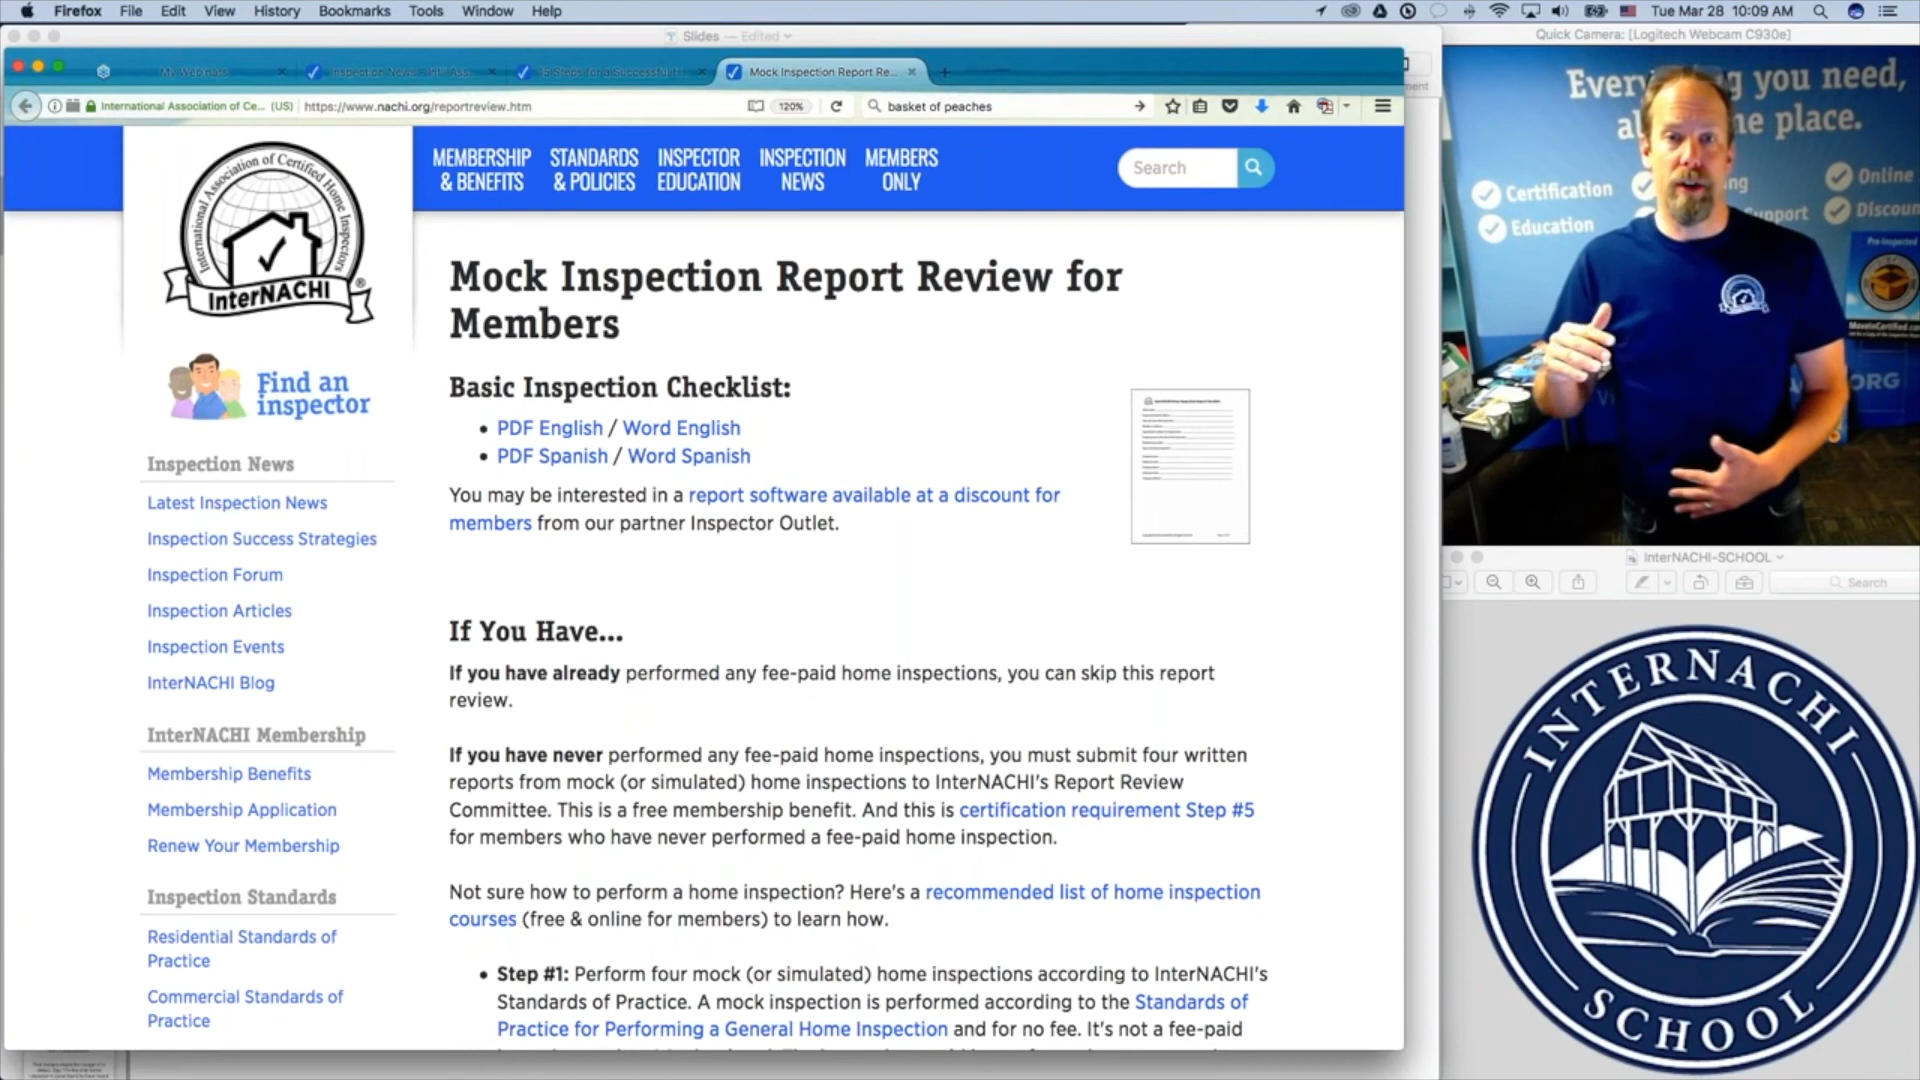 Firefox File Edit View History Bookmarks Tools Window Help
Tue Mar 28 10:09 AM
Slides — Edited
Quick Camera: [Logitech Webcam C930e]
My Webinars
Mock Inspection Report Re...
International Association of Ce... (US)
https://www.nachi.org/reportreview.htm
120%
basket of peaches
MEMBERSHIP & BENEFITS
STANDARDS & POLICIES
INSPECTOR EDUCATION
INSPECTION NEWS
MEMBERS ONLY
Search
International Association of Certified Home Inspectors
InterNACHI®
Find an
inspector
Inspection News
Latest Inspection News
Inspection Success Strategies
Inspection Forum
Inspection Articles
Inspection Events
InterNACHI Blog
InterNACHI Membership
Membership Benefits
Membership Application
Renew Your Membership
Inspection Standards
Residential Standards of
Practice
Commercial Standards of
Practice
Mock Inspection Report Review for
Members
Basic Inspection Checklist:
• PDF English / Word English
• PDF Spanish / Word Spanish
You may be interested in a report software available at a discount for
members from our partner Inspector Outlet.
If You Have...
If you have already performed any fee-paid home inspections, you can skip this report
review.
If you have never performed any fee-paid home inspections, you must submit four written
reports from mock (or simulated) home inspections to InterNACHI's Report Review
Committee. This is a free membership benefit. And this is certification requirement Step #5
for members who have never performed a fee-paid home inspection.
Not sure how to perform a home inspection? Here's a recommended list of home inspection
courses (free & online for members) to learn how.
• Step #1: Perform four mock (or simulated) home inspections according to InterNACHI's
Standards of Practice. A mock inspection is performed according to the Standards of
Practice for Performing a General Home Inspection and for no fee. It's not a fee-paid
you need,
place.
Certification
Online
Education
InterNACHI-SCHOOL
Search
INTERNACHI
SCHOOL